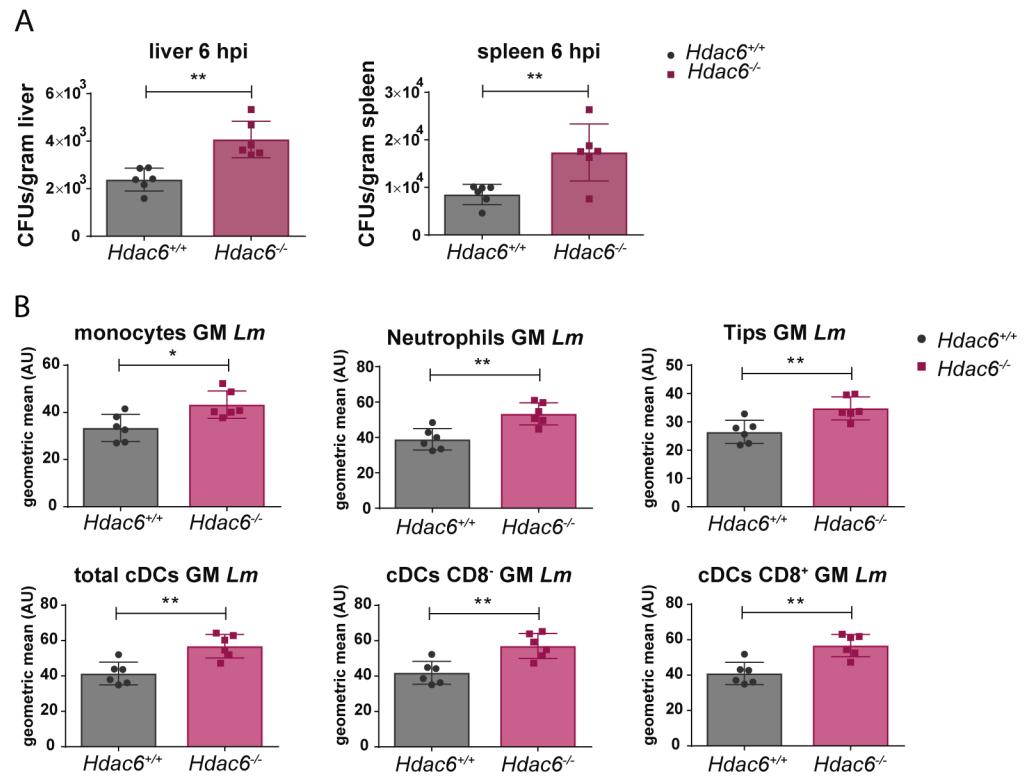 A
liver 6 hpi
**
CFUs/gram liver
6×10³
4×10³
2×10³
0
Hdac6+/+
Hdac6-/-
spleen 6 hpi
**
CFUs/gram spleen
3×10⁴
2×10⁴
1×10⁴
0
Hdac6+/+
Hdac6-/-
Hdac6+/+
Hdac6-/-
B
monocytes GM Lm
*
geometric mean (AU)
60
40
20
0
Hdac6+/+
Hdac6-/-
Neutrophils GM Lm
**
geometric mean (AU)
80
60
40
20
0
Hdac6+/+
Hdac6-/-
Tips GM Lm
**
geometric mean (AU)
50
40
30
20
10
0
Hdac6+/+
Hdac6-/-
Hdac6+/+
Hdac6-/-
total cDCs GM Lm
**
geometric mean (AU)
80
60
40
20
0
Hdac6+/+
Hdac6-/-
cDCs CD8- GM Lm
**
geometric mean (AU)
80
60
40
20
0
Hdac6+/+
Hdac6-/-
cDCs CD8+ GM Lm
**
geometric mean (AU)
80
60
40
20
0
Hdac6+/+
Hdac6-/-